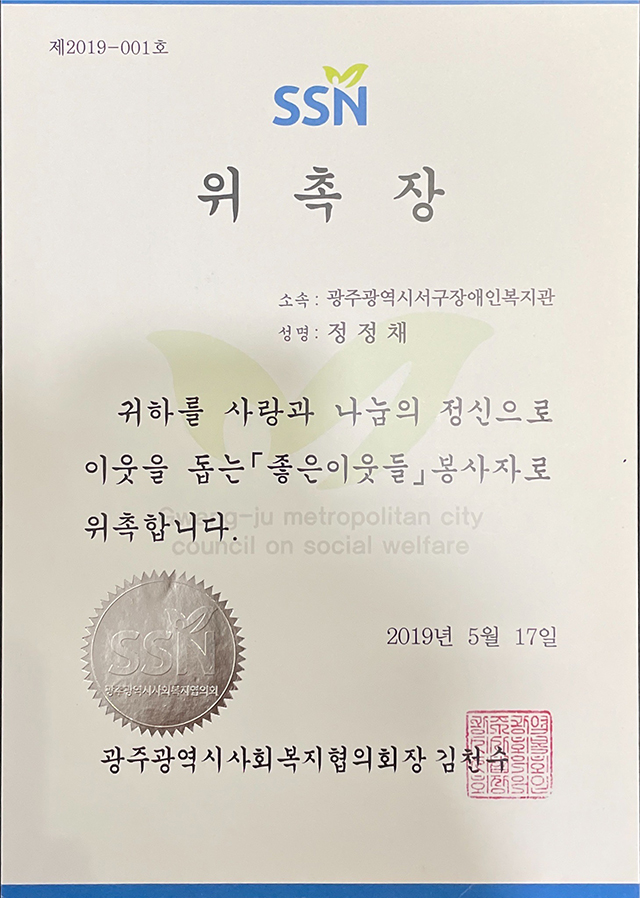 제2019-001호
SSN
위 촉 장
소속 : 광주광역시서구장애인복지관
성명 : 정정채
귀하를 사랑과 나눔의 정신으로
이웃을 돕는「좋은이웃들」봉사자로
위촉합니다.
Gwang-ju metropolitan city
council on social welfare
2019년 5월 17일
SSN
광주광역시사회복지협의회
광주광역시사회복지협의회장 김천수